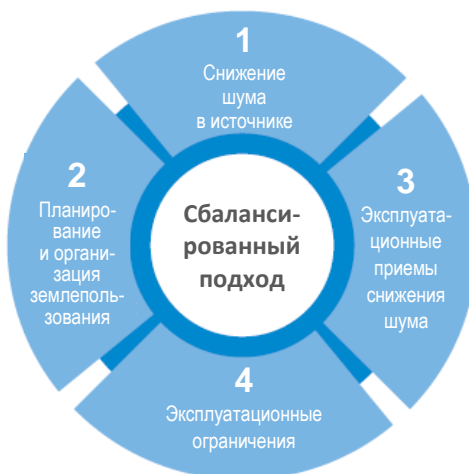 1
Снижение
шума
в источнике
2
Планиро-
вание
и органи-
зация
землеполь-
зования
Сбаланси-
рованный
подход
3
Эксплуата-
ционные
приемы
снижения
шума
4
Эксплуатационные
ограничения